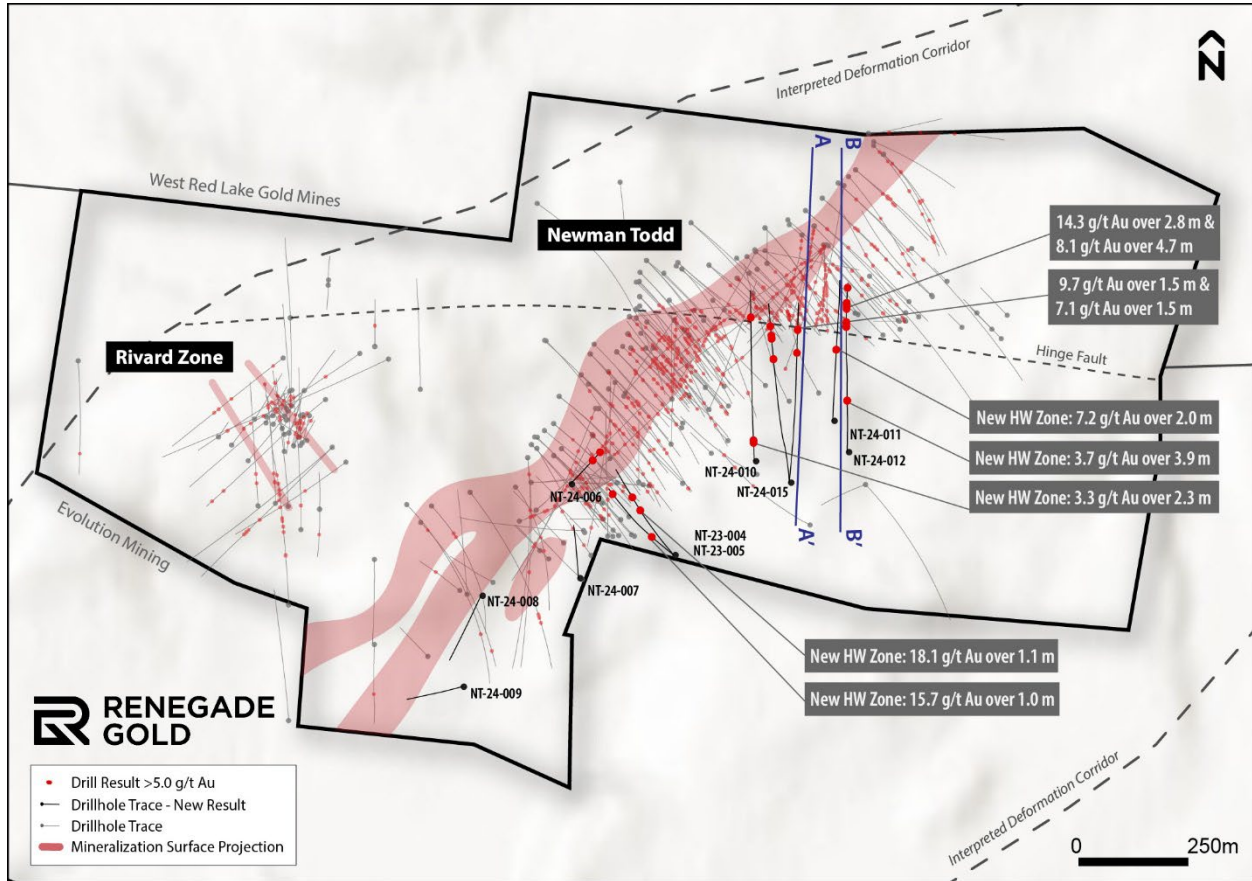 Interpreted Deformation Corridor
N
West Red Lake Gold Mines
A
B
Newman Todd
14.3 g/t Au over 2.8 m &
8.1 g/t Au over 4.7 m
9.7 g/t Au over 1.5 m &
7.1 g/t Au over 1.5 m
Rivard Zone
Hinge Fault
New HW Zone: 7.2 g/t Au over 2.0 m
NT-24-011
NT-24-012
New HW Zone: 3.7 g/t Au over 3.9 m
NT-24-010
NT-24-015
New HW Zone: 3.3 g/t Au over 2.3 m
NT-24-006
Evolution Mining
A'
B'
NT-23-004
NT-23-005
NT-24-007
NT-24-008
New HW Zone: 18.1 g/t Au over 1.1 m
NT-24-009
New HW Zone: 15.7 g/t Au over 1.0 m
RENEGADE
GOLD
Interpreted Deformation Corridor
Drill Result >5.0 g/t Au
Drillhole Trace - New Result
Drillhole Trace
Mineralization Surface Projection
0 250m